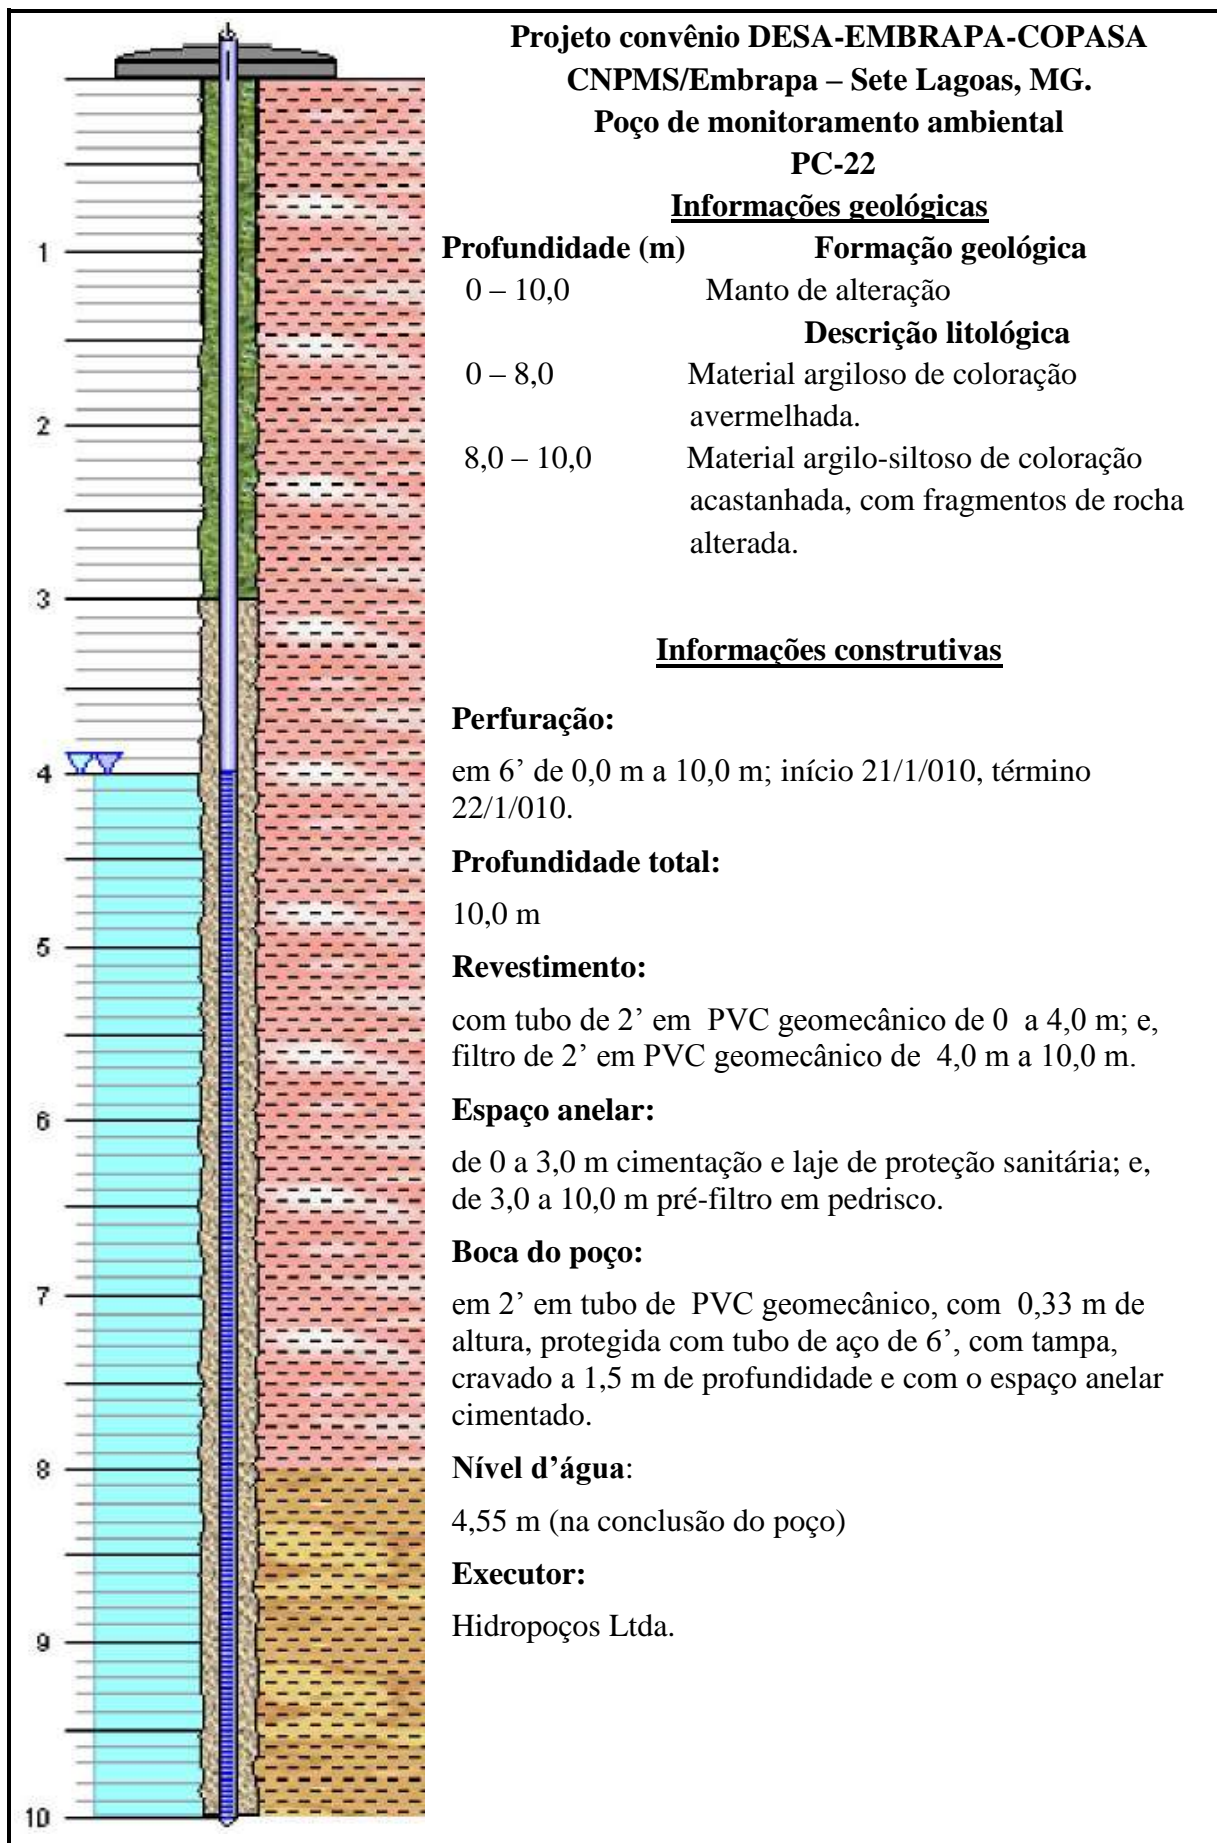 Projeto convênio DESA-EMBRAPA-COPASA
CNPMS/Embrapa – Sete Lagoas, MG.
Poço de monitoramento ambiental
PC-22
Informações geológicas
Profundidade (m) Formação geológica
0 – 10,0 Manto de alteração
Descrição litológica
0 – 8,0 Material argiloso de coloração
avermelhada.
8,0 – 10,0 Material argilo-siltoso de coloração
acastanhada, com fragmentos de rocha
alterada.
Informações construtivas
Perfuração:
em 6’ de 0,0 m a 10,0 m; início 21/1/010, término
22/1/010.
Profundidade total:
10,0 m
Revestimento:
com tubo de 2’ em PVC geomecânico de 0 a 4,0 m; e,
filtro de 2’ em PVC geomecânico de 4,0 m a 10,0 m.
Espaço anelar:
de 0 a 3,0 m cimentação e laje de proteção sanitária; e,
de 3,0 a 10,0 m pré-filtro em pedrisco.
Boca do poço:
em 2’ em tubo de PVC geomecânico, com 0,33 m de
altura, protegida com tubo de aço de 6’, com tampa,
cravado a 1,5 m de profundidade e com o espaço anelar
cimentado.
Nível d’água:
4,55 m (na conclusão do poço)
Executor:
Hidropoços Ltda.
1
2
3
4
5
6
7
8
9
10